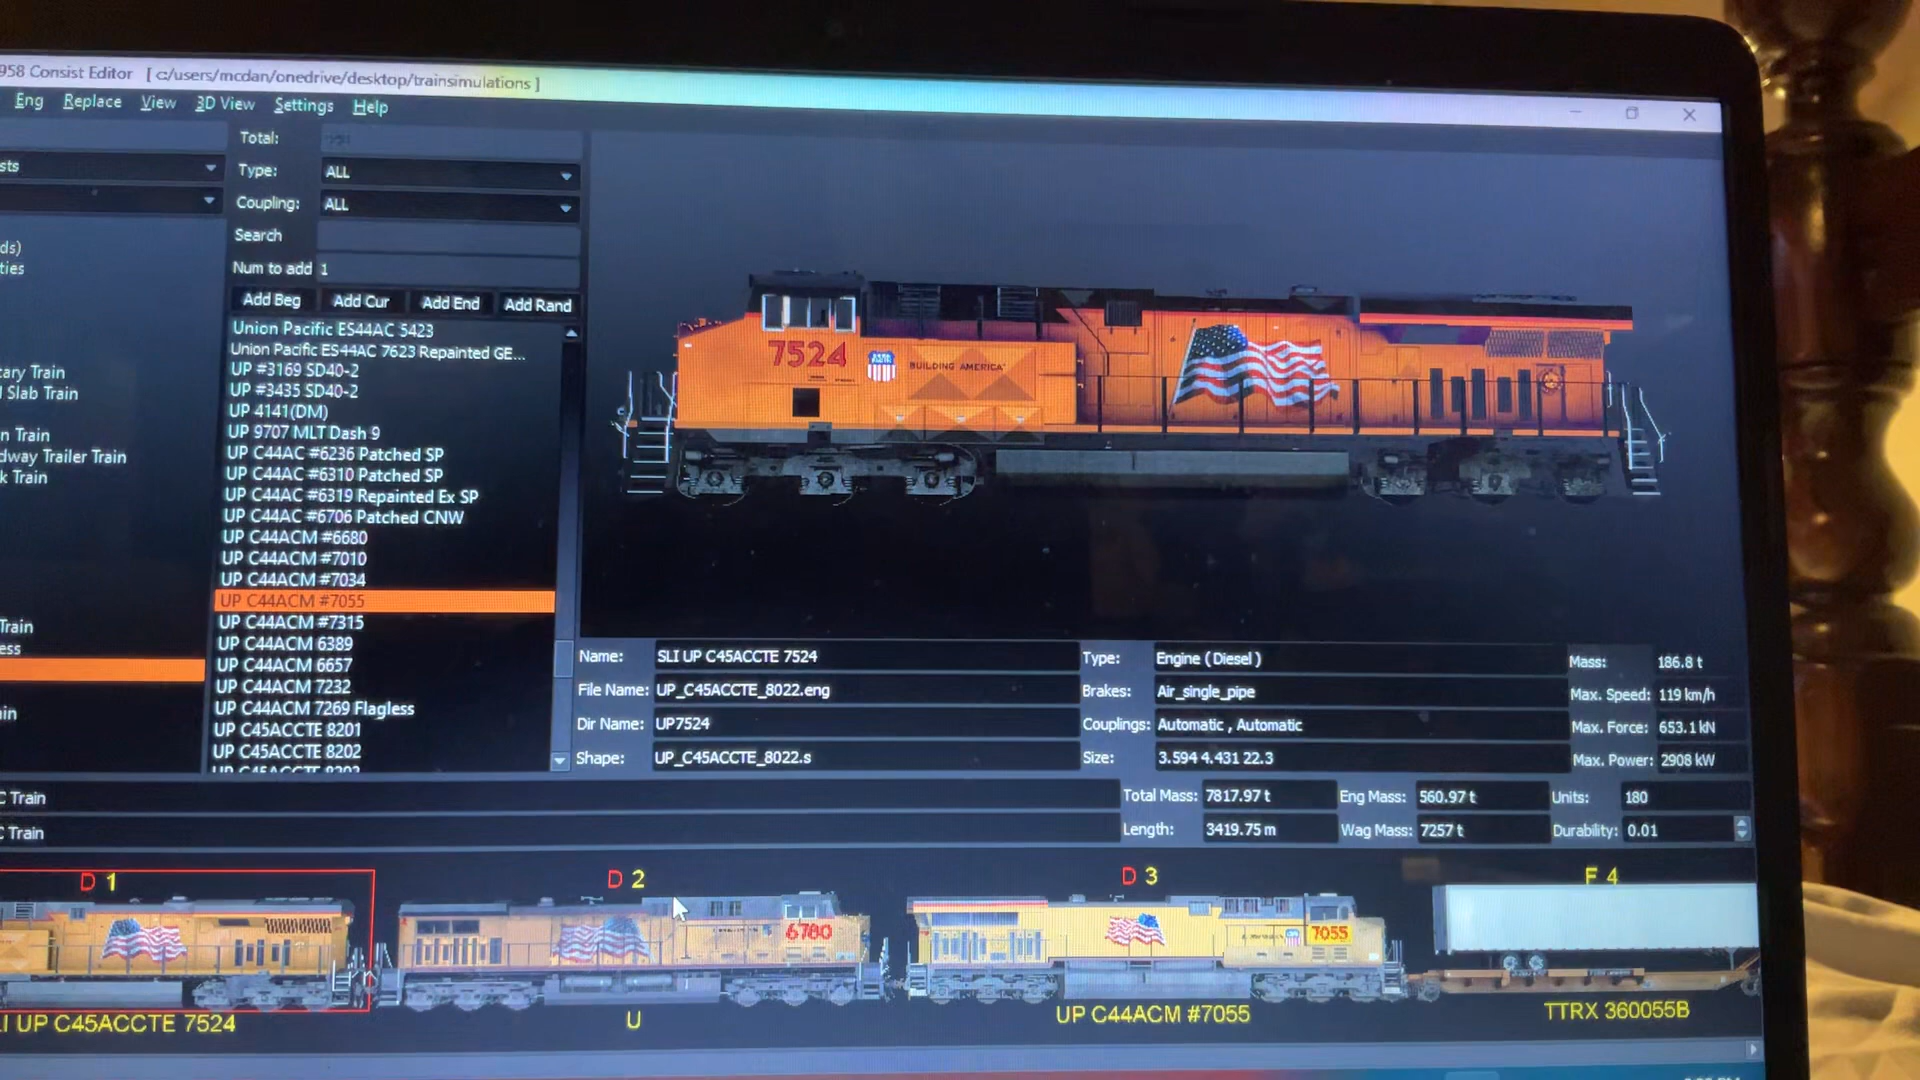 958 Consist Editor [ c:/users/mcdan/onedrive/desktop/trainsimulations ]
Eng Replace View 3D View Settings Help
Total:
Type: ALL
Coupling: ALL
Search
Num to add 1
Add Beg Add Cur Add End Add Rand
Union Pacific ES44AC 5423
Union Pacific ES44AC 7623 Repainted GE...
UP #3169 SD40-2
UP #3435 SD40-2
UP 4141(DM)
UP 9707 MLT Dash 9
UP C44AC #6236 Patched SP
UP C44AC #6310 Patched SP
UP C44AC #6319 Repainted Ex SP
UP C44AC #6706 Patched CNW
UP C44ACM #6680
UP C44ACM #7010
UP C44ACM #7034
UP C44ACM #7055
UP C44ACM #7315
UP C44ACM 6389
UP C44ACM 6657
UP C44ACM 7232
UP C44ACM 7269 Flagless
UP C45ACCTE 8201
UP C45ACCTE 8202
UP C45ACCTE 8203
sts
ds)
ties
tary Train
l Slab Train
n Train
dway Trailer Train
k Train
Train
ess
in
7524
BUILDING AMERICA
Name: SLI UP C45ACCTE 7524
File Name: UP_C45ACCTE_8022.eng
Dir Name: UP7524
Shape: UP_C45ACCTE_8022.s
Type: Engine ( Diesel )
Brakes: Air_single_pipe
Couplings: Automatic , Automatic
Size: 3.594 4.431 22.3
Mass: 186.8 t
Max. Speed: 119 km/h
Max. Force: 653.1 kN
Max. Power: 2908 kW
C Train
C Train
Total Mass: 7817.97 t Eng Mass: 560.97 t Units: 180
Length: 3419.75 m Wag Mass: 7257 t Durability: 0.01
D 1
D 2
D 3
F 4
6780
7055
LI UP C45ACCTE 7524
U
UP C44ACM #7055
TTRX 360055B